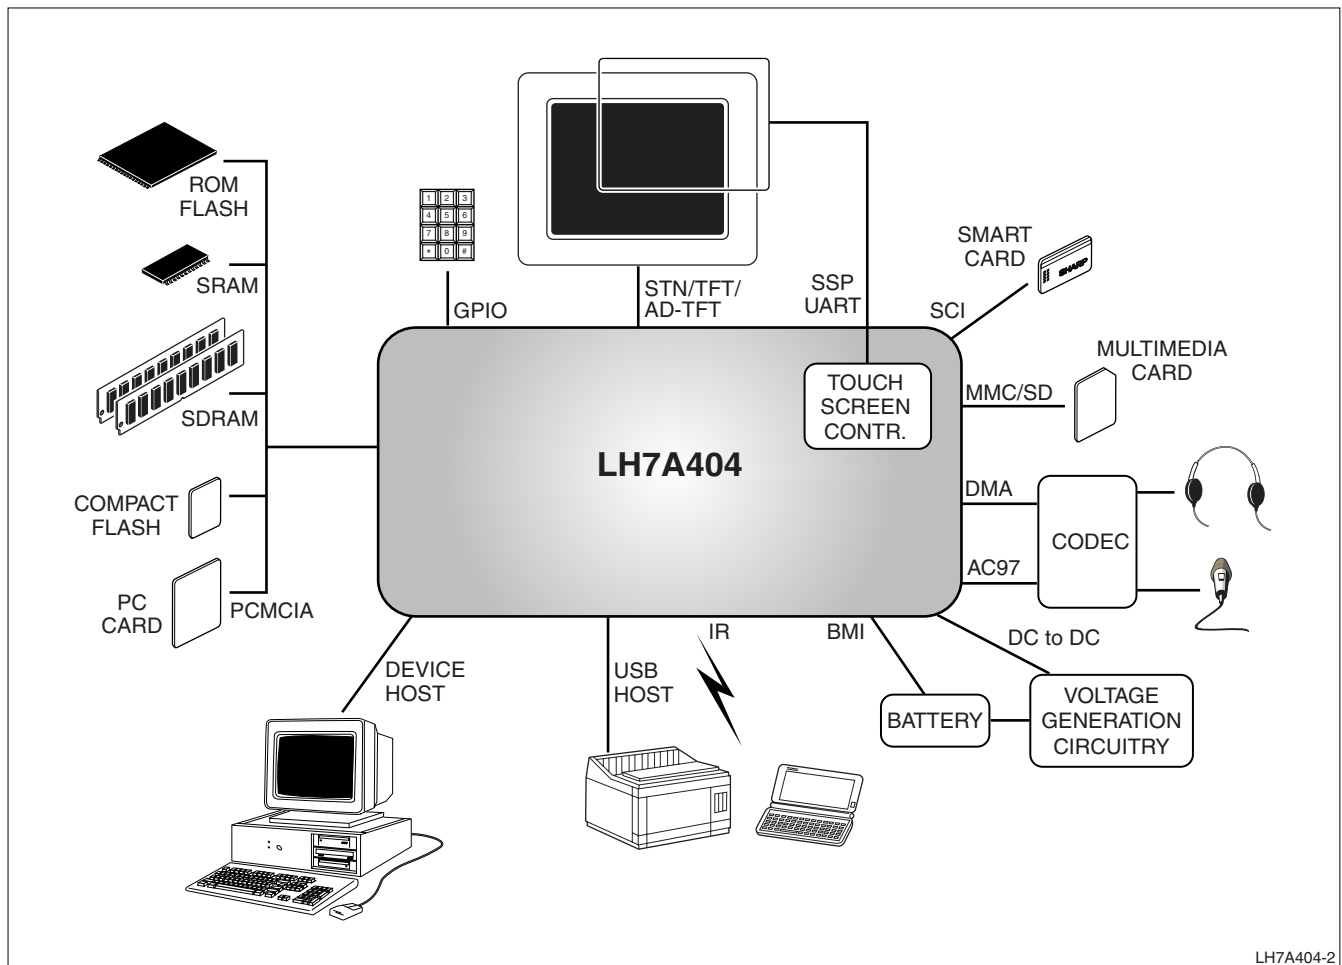 ROM
FLASH
SRAM
SDRAM
COMPACT
FLASH
PC
CARD
PCMCIA
1 2 3
4 5 6
7 8 9
* 0 #
GPIO
STN/TFT/
AD-TFT
SSP
UART
SCI
SMART
CARD
SHARP
MULTIMEDIA
CARD
MMC/SD
TOUCH
SCREEN
CONTR.
LH7A404
DMA
CODEC
AC97
DEVICE
HOST
USB
HOST
IR
BMI
DC to DC
BATTERY
VOLTAGE
GENERATION
CIRCUITRY
LH7A404-2